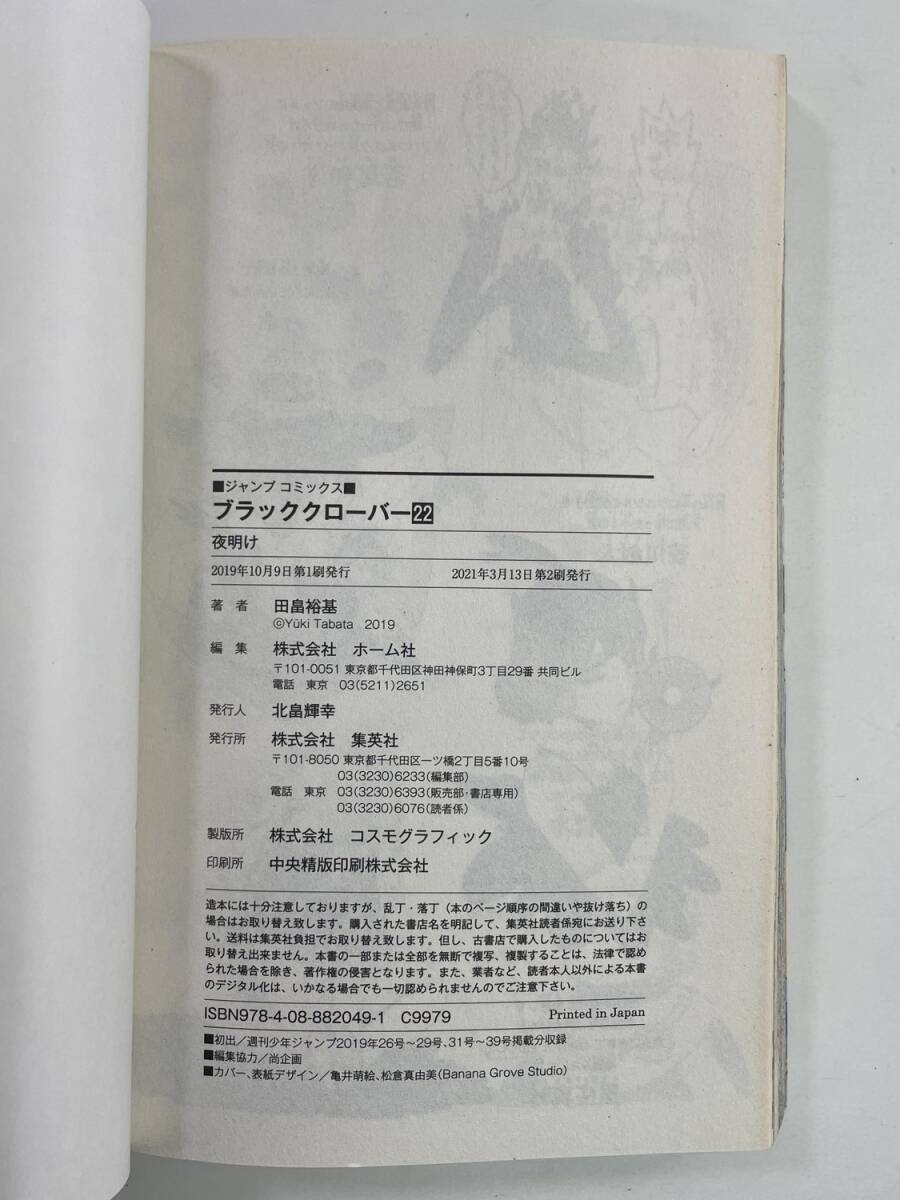 ■ジャンプ コミックス■
ブラッククローバー22
夜明け
2019年10月9日第1刷発行 2021年3月13日第2刷発行
著者 田畠裕基
©Yūki Tabata 2019
編集 株式会社 ホーム社
〒101-0051 東京都千代田区神田神保町3丁目29番 共同ビル
電話 東京 03(5211)2651
発行人 北畠輝幸
発行所 株式会社 集英社
〒101-8050 東京都千代田区一ツ橋2丁目5番10号
03(3230)6233(編集部)
電話 東京 03(3230)6393(販売部・書店専用)
03(3230)6076(読者係)
製版所 株式会社 コスモグラフィック
印刷所 中央精版印刷株式会社
造本には十分注意しておりますが、乱丁・落丁(本のページ順序の間違いや抜け落ち)の
場合はお取り替え致します。購入された書店名を明記して、集英社読者係宛にお送り下さ
い。送料は集英社負担でお取り替え致します。但し、古書店で購入したものについてはお
取り替え出来ません。本書の一部または全部を無断で複写、複製することは、法律で認め
られた場合を除き、著作権の侵害となります。また、業者など、読者本人以外による本書
のデジタル化は、いかなる場合でも一切認められませんのでご注意下さい。
ISBN978-4-08-882049-1 C9979 Printed in Japan
■初出/週刊少年ジャンプ2019年26号~29号、31号~39号掲載分収録
■編集協力/尚企画
■カバー、表紙デザイン/亀井萌絵、松倉真由美(Banana Grove Studio)